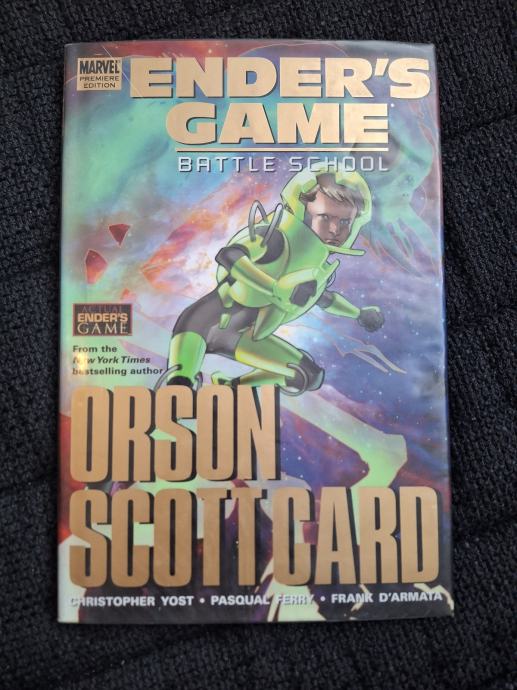 MARVEL
PREMIERE
EDITION
ENDER'S
GAME
BATTLE SCHOOL
ENDER'S
GAME
From the
New York Times
bestselling author
ORSON
SCOTT CARD
CHRISTOPHER YOST • PASQUAL FERRY • FRANK D'ARMATA